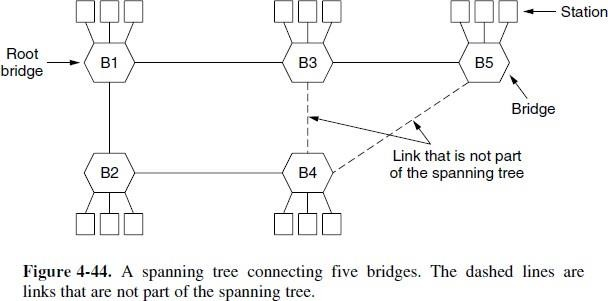 Station
Root
bridge
B1
B3
B5
Bridge
B2
B4
Link that is not part
of the spanning tree
Figure 4-44. A spanning tree connecting five bridges. The dashed lines are
links that are not part of the spanning tree.